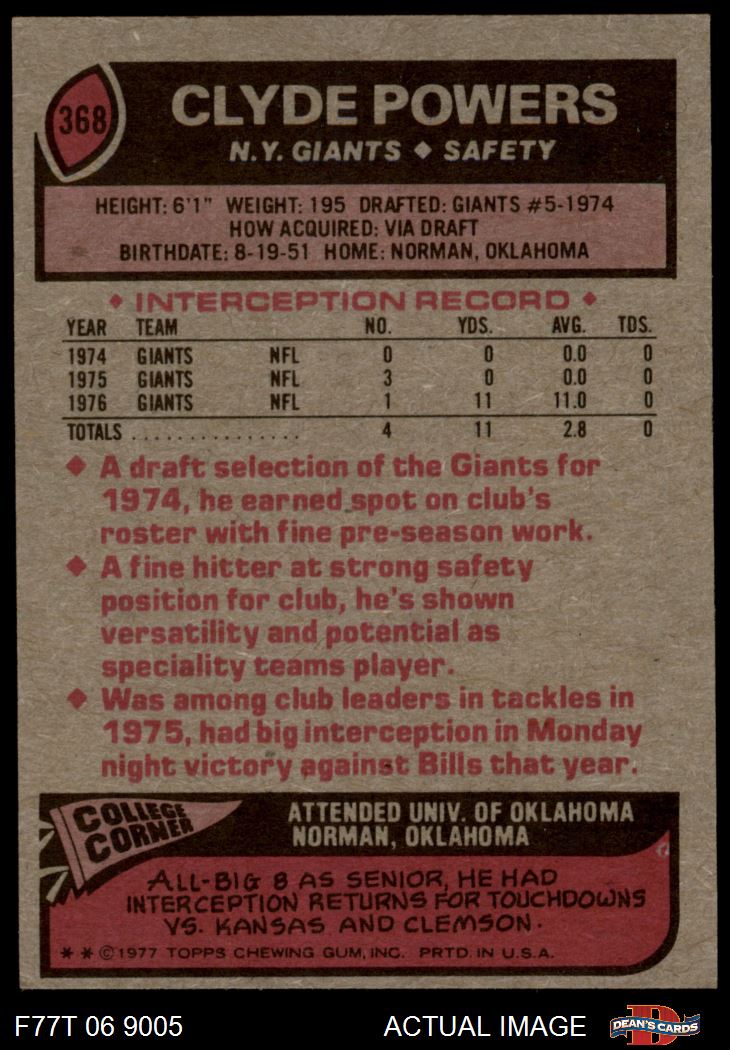 368
CLYDE POWERS
N.Y. GIANTS ◆ SAFETY
HEIGHT: 6'1" WEIGHT: 195 DRAFTED: GIANTS #5-1974
HOW ACQUIRED: VIA DRAFT
BIRTHDATE: 8-19-51 HOME: NORMAN, OKLAHOMA
◆ INTERCEPTION RECORD ◆
YEAR TEAM NO. YDS. AVG. TDS.
1974 GIANTS NFL 0 0 0.0 0
1975 GIANTS NFL 3 0 0.0 0
1976 GIANTS NFL 1 11 11.0 0
TOTALS ................ 4 11 2.8 0
◆ A draft selection of the Giants for
1974, he earned spot on club's
roster with fine pre-season work.
◆ A fine hitter at strong safety
position for club, he's shown
versatility and potential as
speciality teams player.
◆ Was among club leaders in tackles in
1975, had big interception in Monday
night victory against Bills that year.
COLLEGE
CORNER
ATTENDED UNIV. OF OKLAHOMA
NORMAN, OKLAHOMA
ALL-BIG 8 AS SENIOR, HE HAD
INTERCEPTION RETURNS FOR TOUCHDOWNS
VS. KANSAS AND CLEMSON.
* * © 1977 TOPPS CHEWING GUM, INC. PRTD. IN U.S.A.
F77T 06 9005 ACTUAL IMAGE DEAN'S CARDS